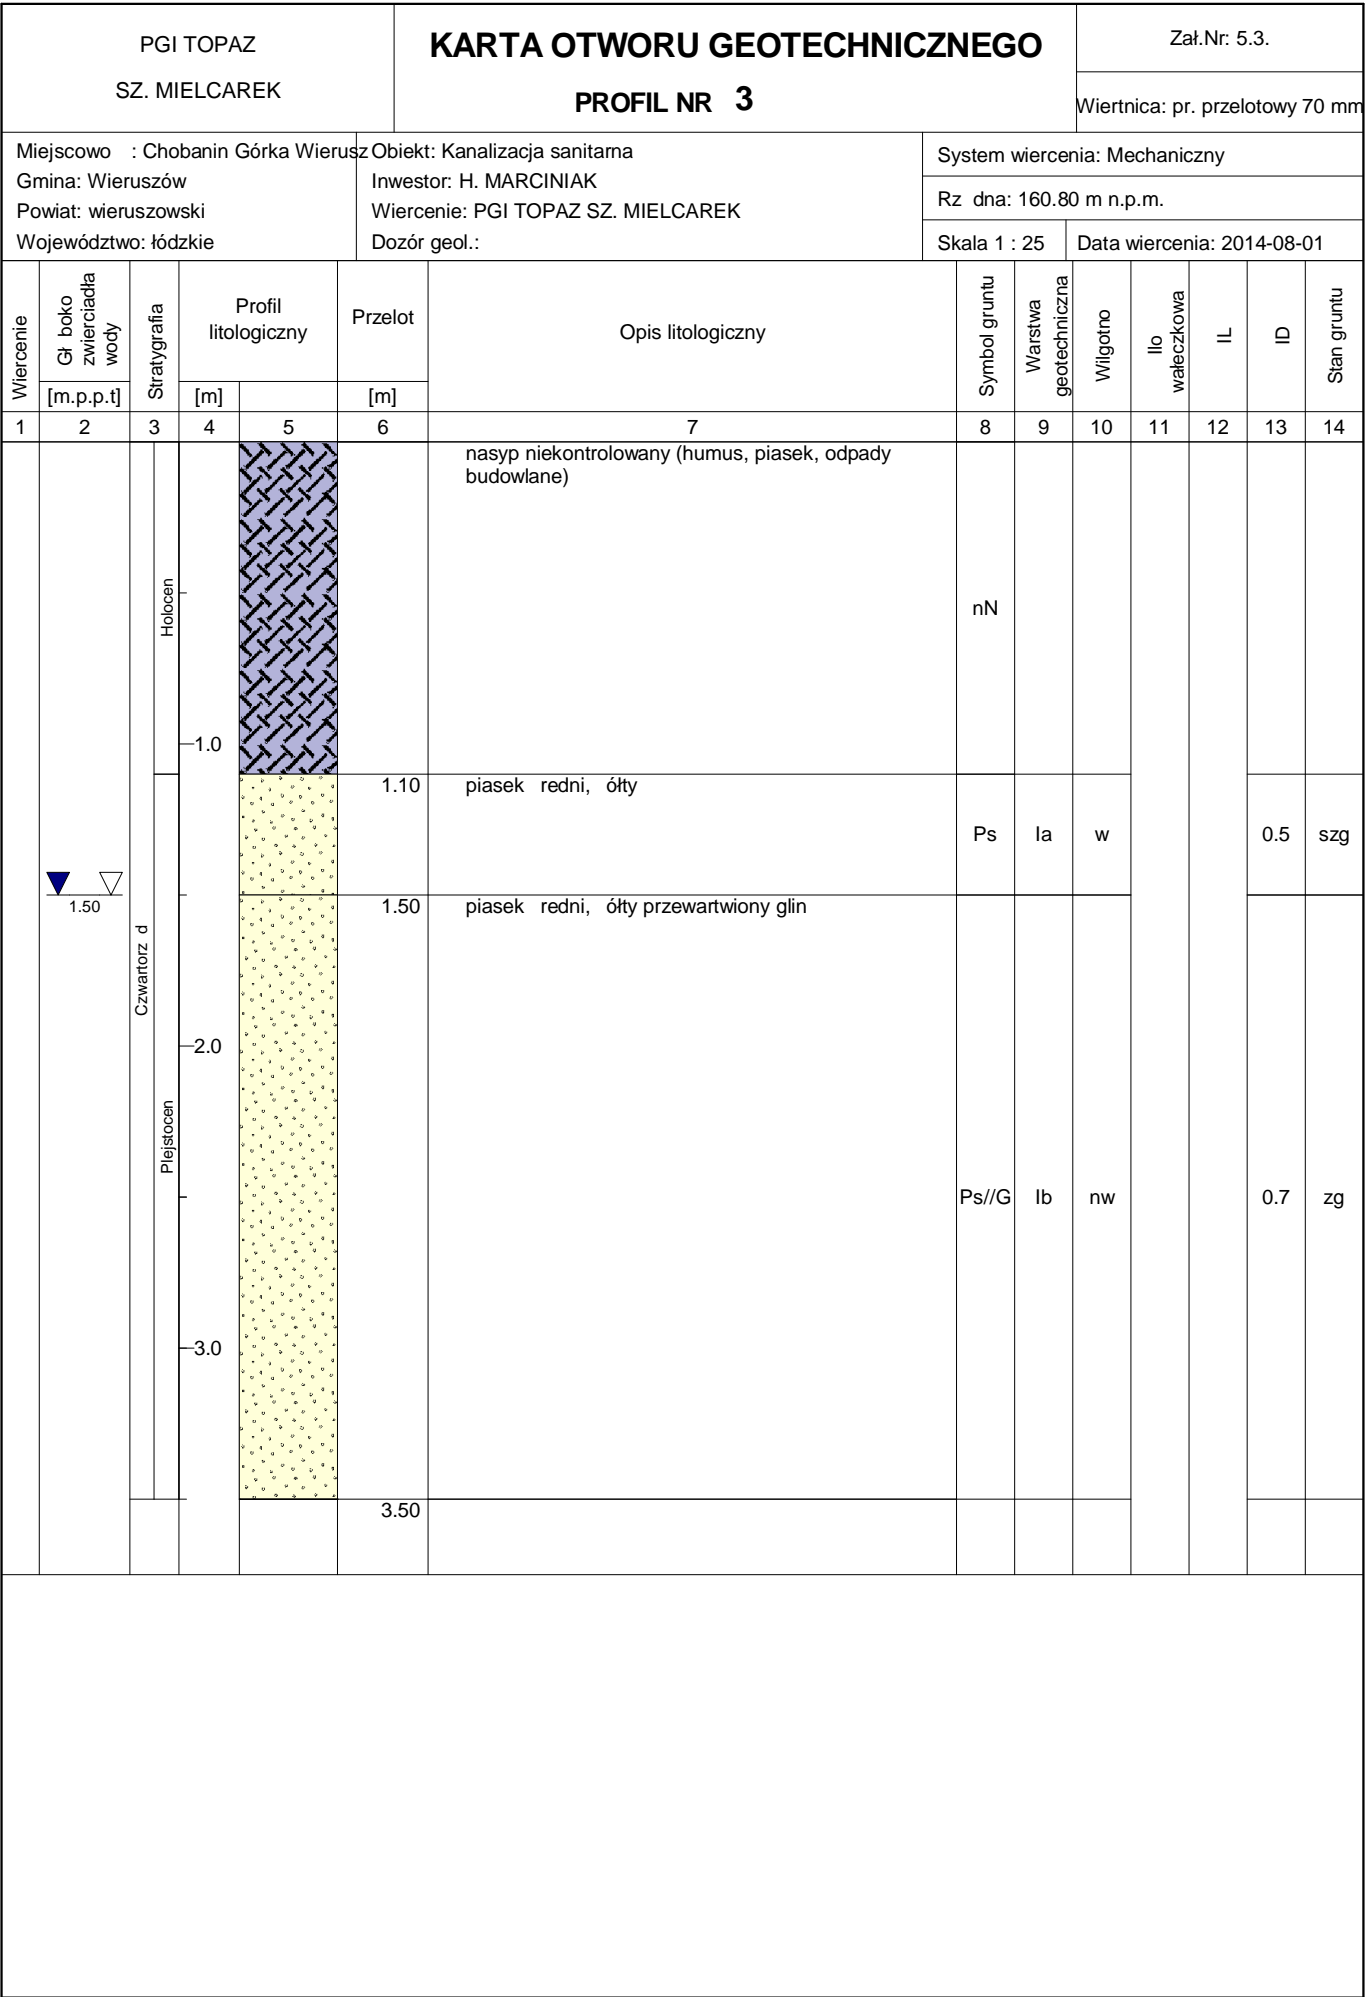 PGI TOPAZ
SZ. MIELCAREK
KARTA OTWORU GEOTECHNICZNEGO
PROFIL NR 3
Zał.Nr: 5.3.
Wiertnica: pr. przelotowy 70 mm
Miejscowo : Chobanin Górka Wierusz
Gmina: Wieruszów
Powiat: wieruszowski
Województwo: łódzkie
Obiekt: Kanalizacja sanitarna
Inwestor: H. MARCINIAK
Wiercenie: PGI TOPAZ SZ. MIELCAREK
Dozór geol.:
System wiercenia: Mechaniczny
Rz dna: 160.80 m n.p.m.
Skala 1 : 25
Data wiercenia: 2014-08-01
Wiercenie
Gł boko
zwierciadła
wody
[m.p.p.t]
Stratygrafia
Profil
litologiczny
[m]
Przelot
[m]
Opis litologiczny
Symbol gruntu
Warstwa
geotechniczna
Wilgotno
Ilo
wałeczkowa
IL
ID
Stan gruntu
1 2 3 4 5 6 7 8 9 10 11 12 13 14
nasyp niekontrolowany (humus, piasek, odpady
budowlane)
Holocen
nN
1.0
1.10 piasek redni, ółty
Ps Ia w 0.5 szg
1.50
1.50 piasek redni, ółty przewartwiony glin
Czwartorz d
2.0
Plejstocen
Ps//G Ib nw 0.7 zg
3.0
3.50